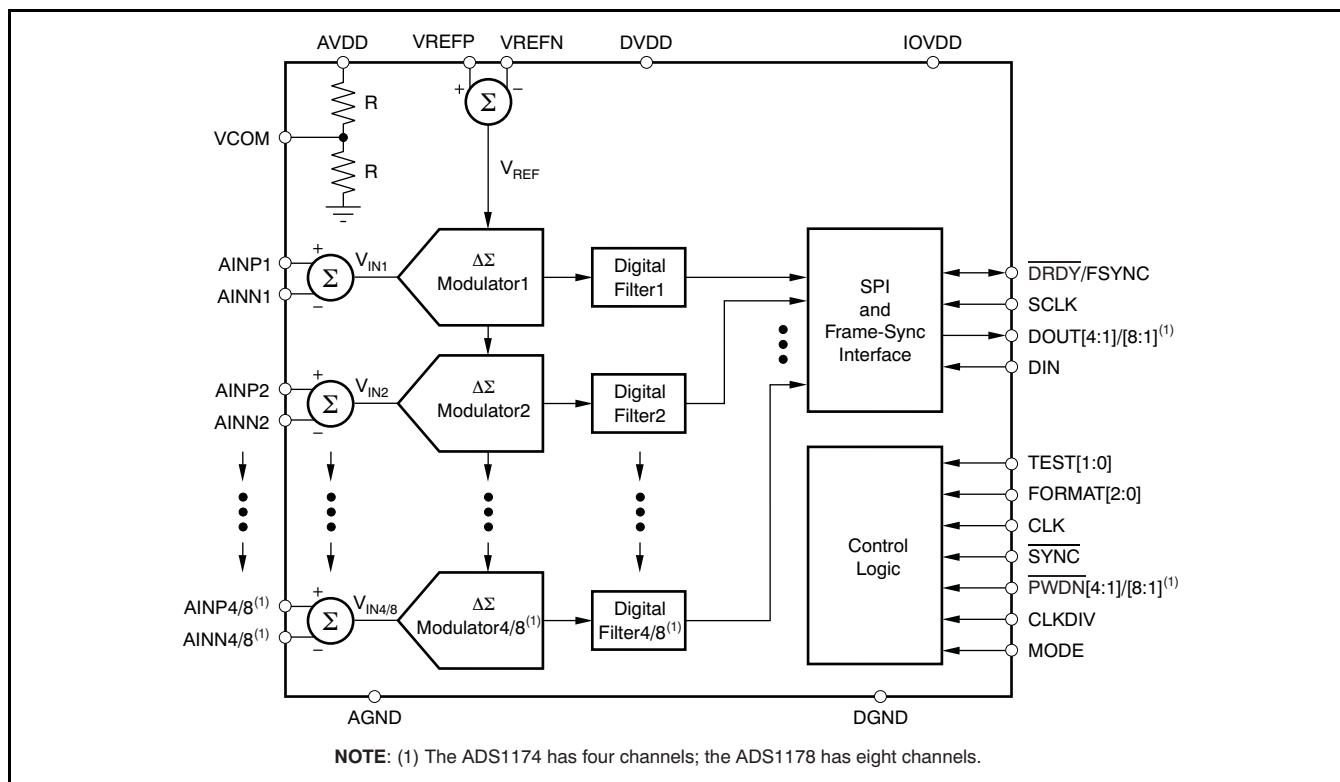 AVDD
VREFP
VREFN
DVDD
IOVDD
R
+
Σ
−
VCOM
R
VREF
AINP1
AINN1
+
Σ
−
VIN1
ΔΣ
Modulator1
Digital
Filter1
SPI
and
Frame-Sync
Interface
DRDY/FSYNC
SCLK
DOUT[4:1]/[8:1](1)
DIN
AINP2
AINN2
+
Σ
−
VIN2
ΔΣ
Modulator2
Digital
Filter2
Control
Logic
TEST[1:0]
FORMAT[2:0]
CLK
SYNC
PWDN[4:1]/[8:1](1)
CLKDIV
MODE
AINP4/8(1)
AINN4/8(1)
+
Σ
−
VIN4/8
ΔΣ
Modulator4/8(1)
Digital
Filter4/8(1)
AGND
DGND
NOTE: (1) The ADS1174 has four channels; the ADS1178 has eight channels.